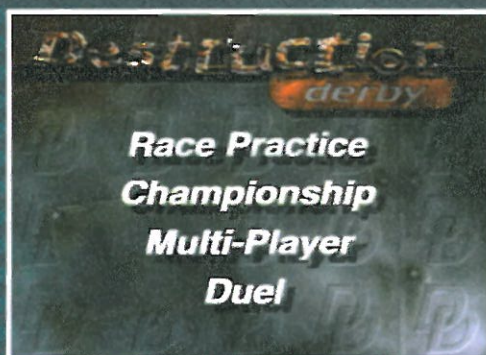 Destruction
derby
Race Practice
Championship
Multi-Player
Duel